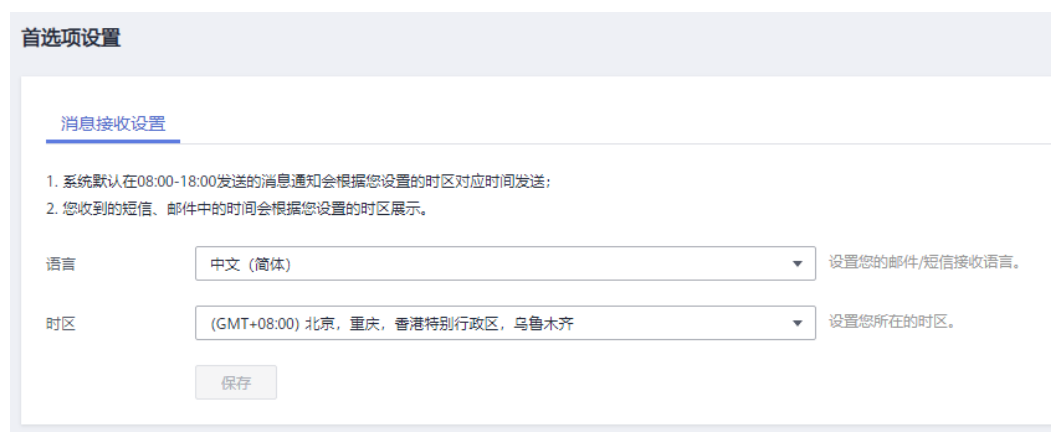 首选项设置
消息接收设置
1. 系统默认在08:00-18:00发送的消息通知会根据您设置的时区对应时间发送；
2. 您收到的短信、邮件中的时间会根据您设置的时区展示。
语言 中文（简体） 设置您的邮件/短信接收语言。
时区 (GMT+08:00) 北京，重庆，香港特别行政区，乌鲁木齐 设置您所在的时区。
保存